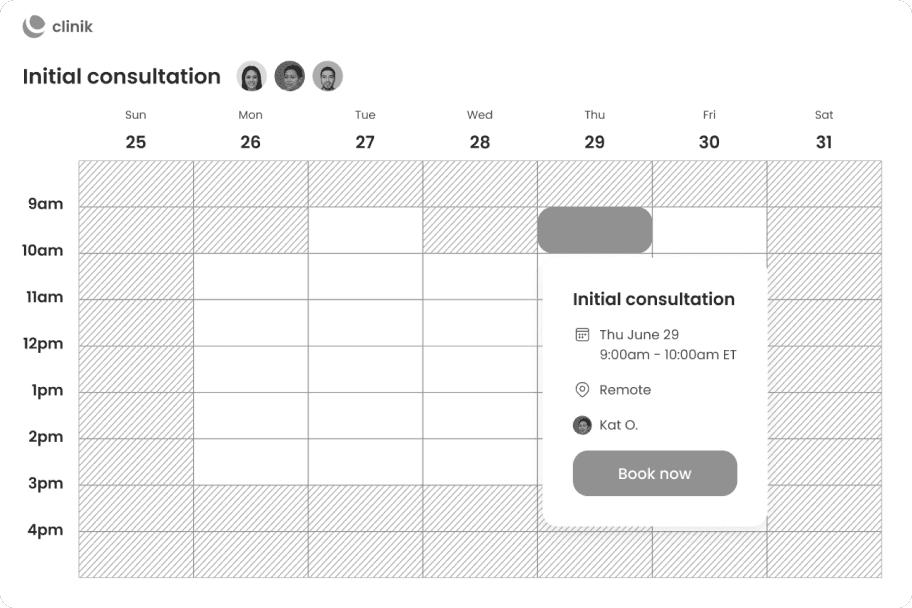 clinik
Initial consultation
Sun Mon Tue Wed Thu Fri Sat
25 26 27 28 29 30 31
9am
10am
11am
Initial consultation
Thu June 29
12pm
9:00am - 10:00am ET
1pm
Remote
Kat O.
2pm
Book now
3pm
4pm